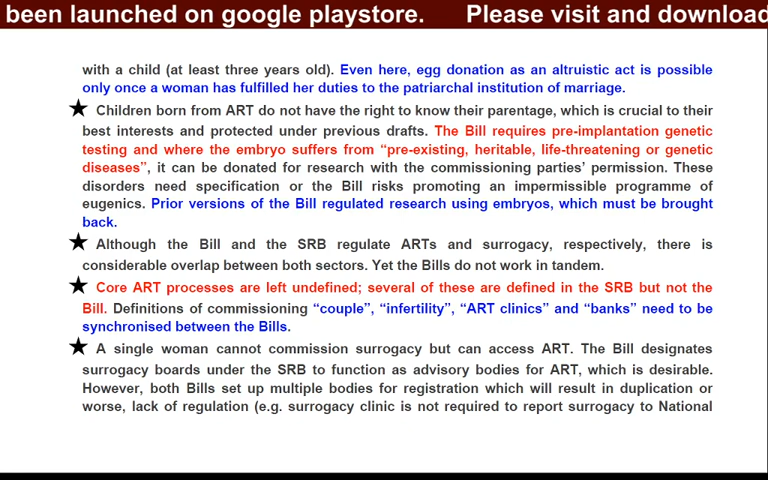 been launched on google playstore. Please visit and download
with a child (at least three years old). Even here, egg donation as an altruistic act is possible
only once a woman has fulfilled her duties to the patriarchal institution of marriage.
★ Children born from ART do not have the right to know their parentage, which is crucial to their
best interests and protected under previous drafts. The Bill requires pre-implantation genetic
testing and where the embryo suffers from “pre-existing, heritable, life-threatening or genetic
diseases”, it can be donated for research with the commissioning parties’ permission. These
disorders need specification or the Bill risks promoting an impermissible programme of
eugenics. Prior versions of the Bill regulated research using embryos, which must be brought
back.
★ Although the Bill and the SRB regulate ARTs and surrogacy, respectively, there is
considerable overlap between both sectors. Yet the Bills do not work in tandem.
★ Core ART processes are left undefined; several of these are defined in the SRB but not the
Bill. Definitions of commissioning “couple”, “infertility”, “ART clinics” and “banks” need to be
synchronised between the Bills.
★ A single woman cannot commission surrogacy but can access ART. The Bill designates
surrogacy boards under the SRB to function as advisory bodies for ART, which is desirable.
However, both Bills set up multiple bodies for registration which will result in duplication or
worse, lack of regulation (e.g. surrogacy clinic is not required to report surrogacy to National